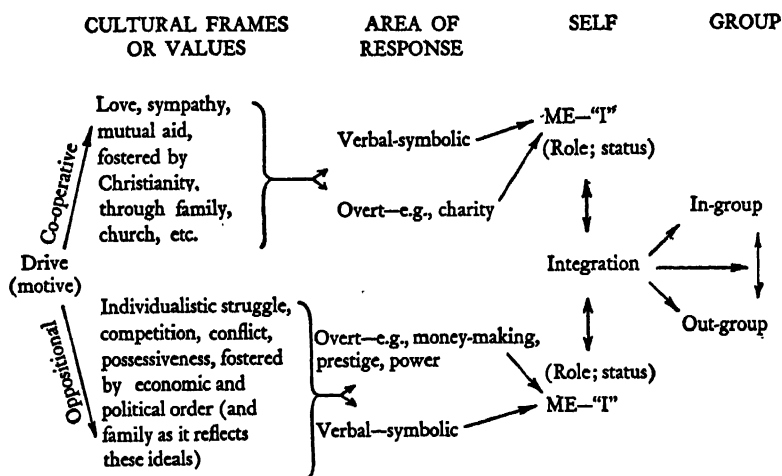 CULTURAL FRAMES
OR VALUES
AREA OF
RESPONSE
SELF
GROUP
Love, sympathy,
mutual aid,
fostered by
Christianity.
through family,
church, etc.
Co-operative
Verbal-symbolic
Overt—e.g., charity
ME—"I"
(Role; status)
Drive
(motive)
Integration
In-group
Out-group
Oppositional
Individualistic struggle,
competition, conflict,
possessiveness, fostered
by economic and
political order (and
family as it reflects
these ideals)
Overt—e.g., money-making,
prestige, power
Verbal—symbolic
(Role; status)
ME—"I"